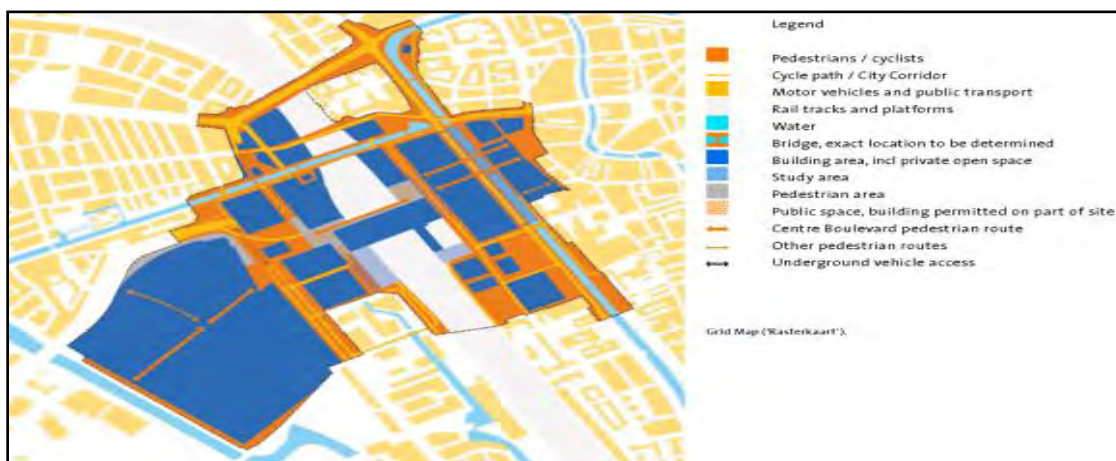 Legend
Pedestrians / cyclists
Cycle path / City Corridor
Motor vehicles and public transport
Rail tracks and platforms
Water
Bridge, exact location to be determined
Building area, incl private open space
Study area
Pedestrian area
Public space, building permitted on part of site
Centre Boulevard pedestrian route
Other pedestrian routes
Underground vehicle access
Grid Map ('Rasterkaart').